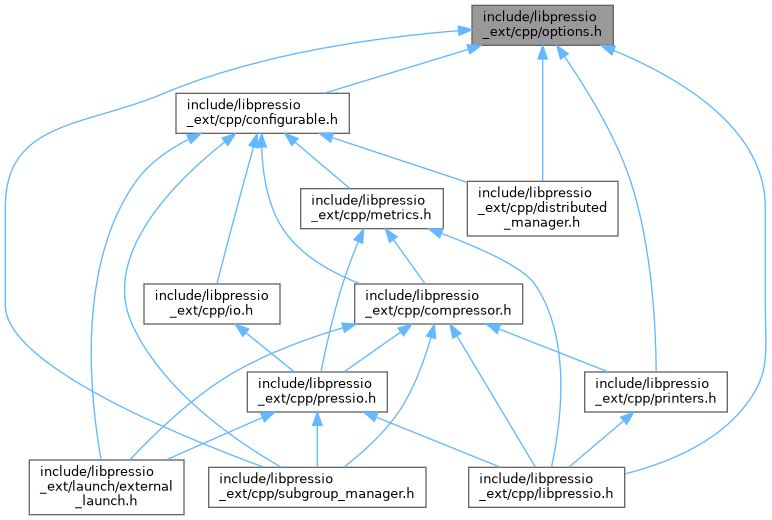 include/libpressio
_ext/cpp/options.h
include/libpressio
_ext/cpp/configurable.h
include/libpressio
_ext/cpp/metrics.h
include/libpressio
_ext/cpp/distributed
_manager.h
include/libpressio
_ext/cpp/io.h
include/libpressio
_ext/cpp/compressor.h
include/libpressio
_ext/cpp/pressio.h
include/libpressio
_ext/cpp/printers.h
include/libpressio
_ext/launch/external
_launch.h
include/libpressio
_ext/cpp/subgroup_manager.h
include/libpressio
_ext/cpp/libpressio.h